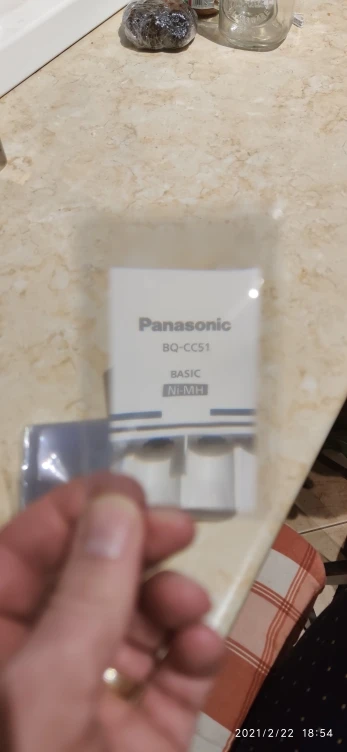 Panasonic
BQ-CC51
BASIC
Ni-MH
2021/2/22 18:54